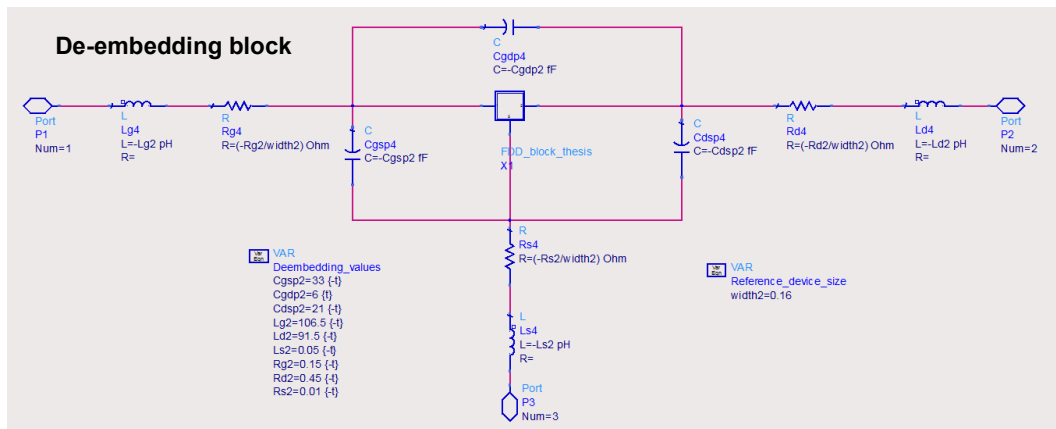 De-embedding block
C
Cgdp4
C=-Cgdp2 fF
Port
P1
Num=1
L
Lg4
L=-Lg2 pH
R=
R
Rg4
R=(-Rg2/width2) Ohm
C
Cgsp4
C=-Cgsp2 fF
FDD_block_thesis
X1
C
Cdsp4
C=-Cdsp2 fF
R
Rd4
R=(-Rd2/width2) Ohm
L
Ld4
L=-Ld2 pH
R=
Port
P2
Num=2
R
Rs4
R=(-Rs2/width2) Ohm
Var
Eqn
VAR
Deembedding_values
Cgsp2=33 {-t}
Cgdp2=6 {t}
Cdsp2=21 {-t}
Lg2=106.5 {-t}
Ld2=91.5 {-t}
Ls2=0.05 {-t}
Rg2=0.15 {-t}
Rd2=0.45 {-t}
Rs2=0.01 {-t}
Var
Eqn
VAR
Reference_device_size
width2=0.16
L
Ls4
L=-Ls2 pH
R=
Port
P3
Num=3